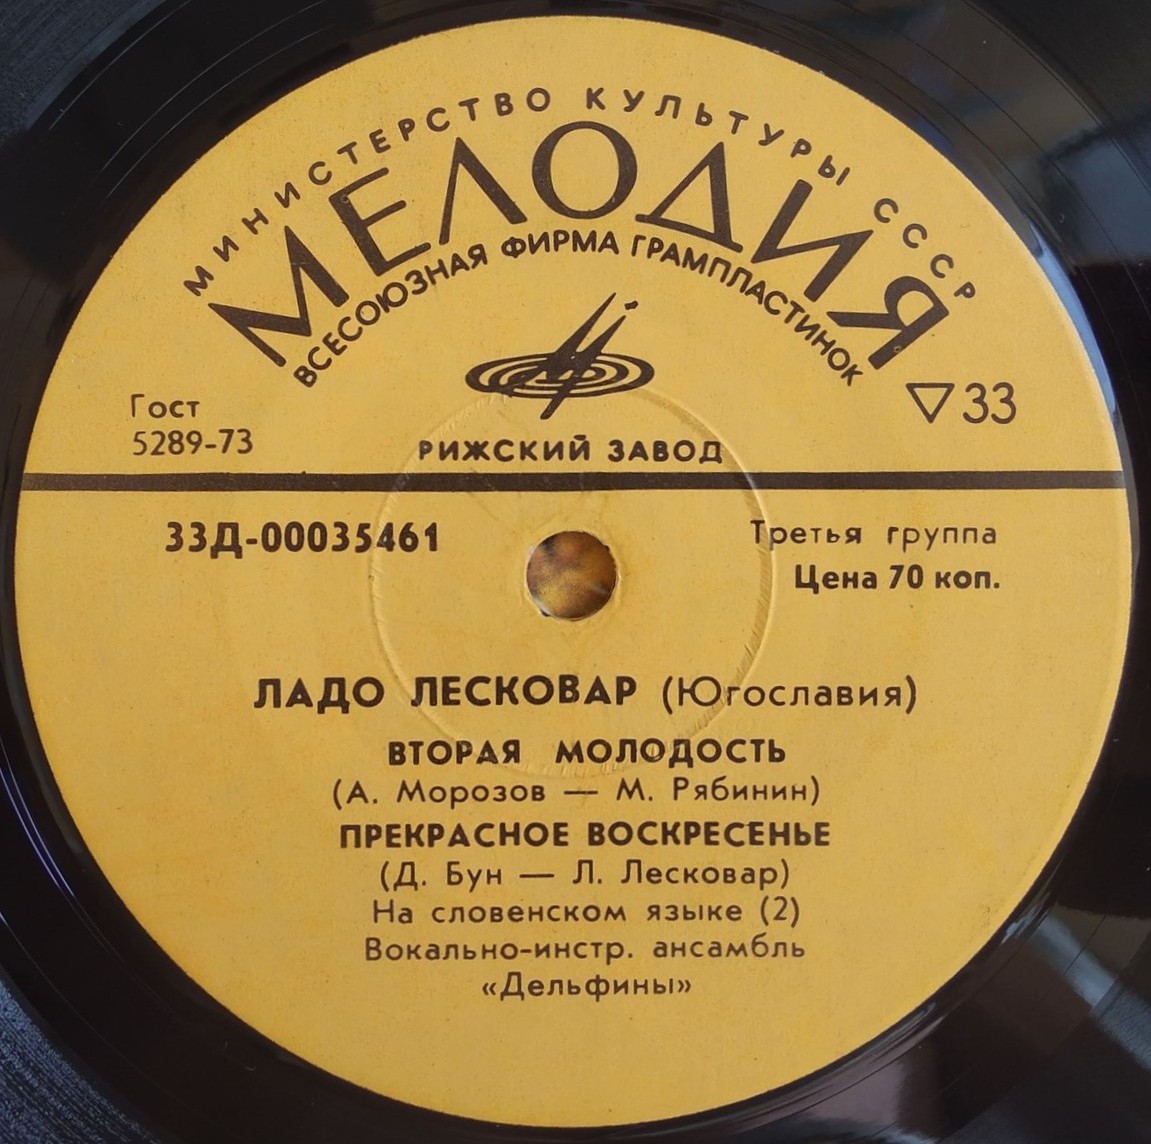 МИНИСТЕРСТВО КУЛЬТУРЫ СССР
МЕЛОДИЯ
ВСЕСОЮЗНАЯ ФИРМА ГРАМПЛАСТИНОК
Гост
5289-73
▽33
РИЖСКИЙ ЗАВОД
33Д-00035461
Третья группа
Цена 70 коп.
ЛАДО ЛЕСКОВАР (Югославия)
ВТОРАЯ МОЛОДОСТЬ
(А. Морозов — М. Рябинин)
ПРЕКРАСНОЕ ВОСКРЕСЕНЬЕ
(Д. Бун — Л. Лесковар)
На словенском языке (2)
Вокально-инстр. ансамбль
«Дельфины»